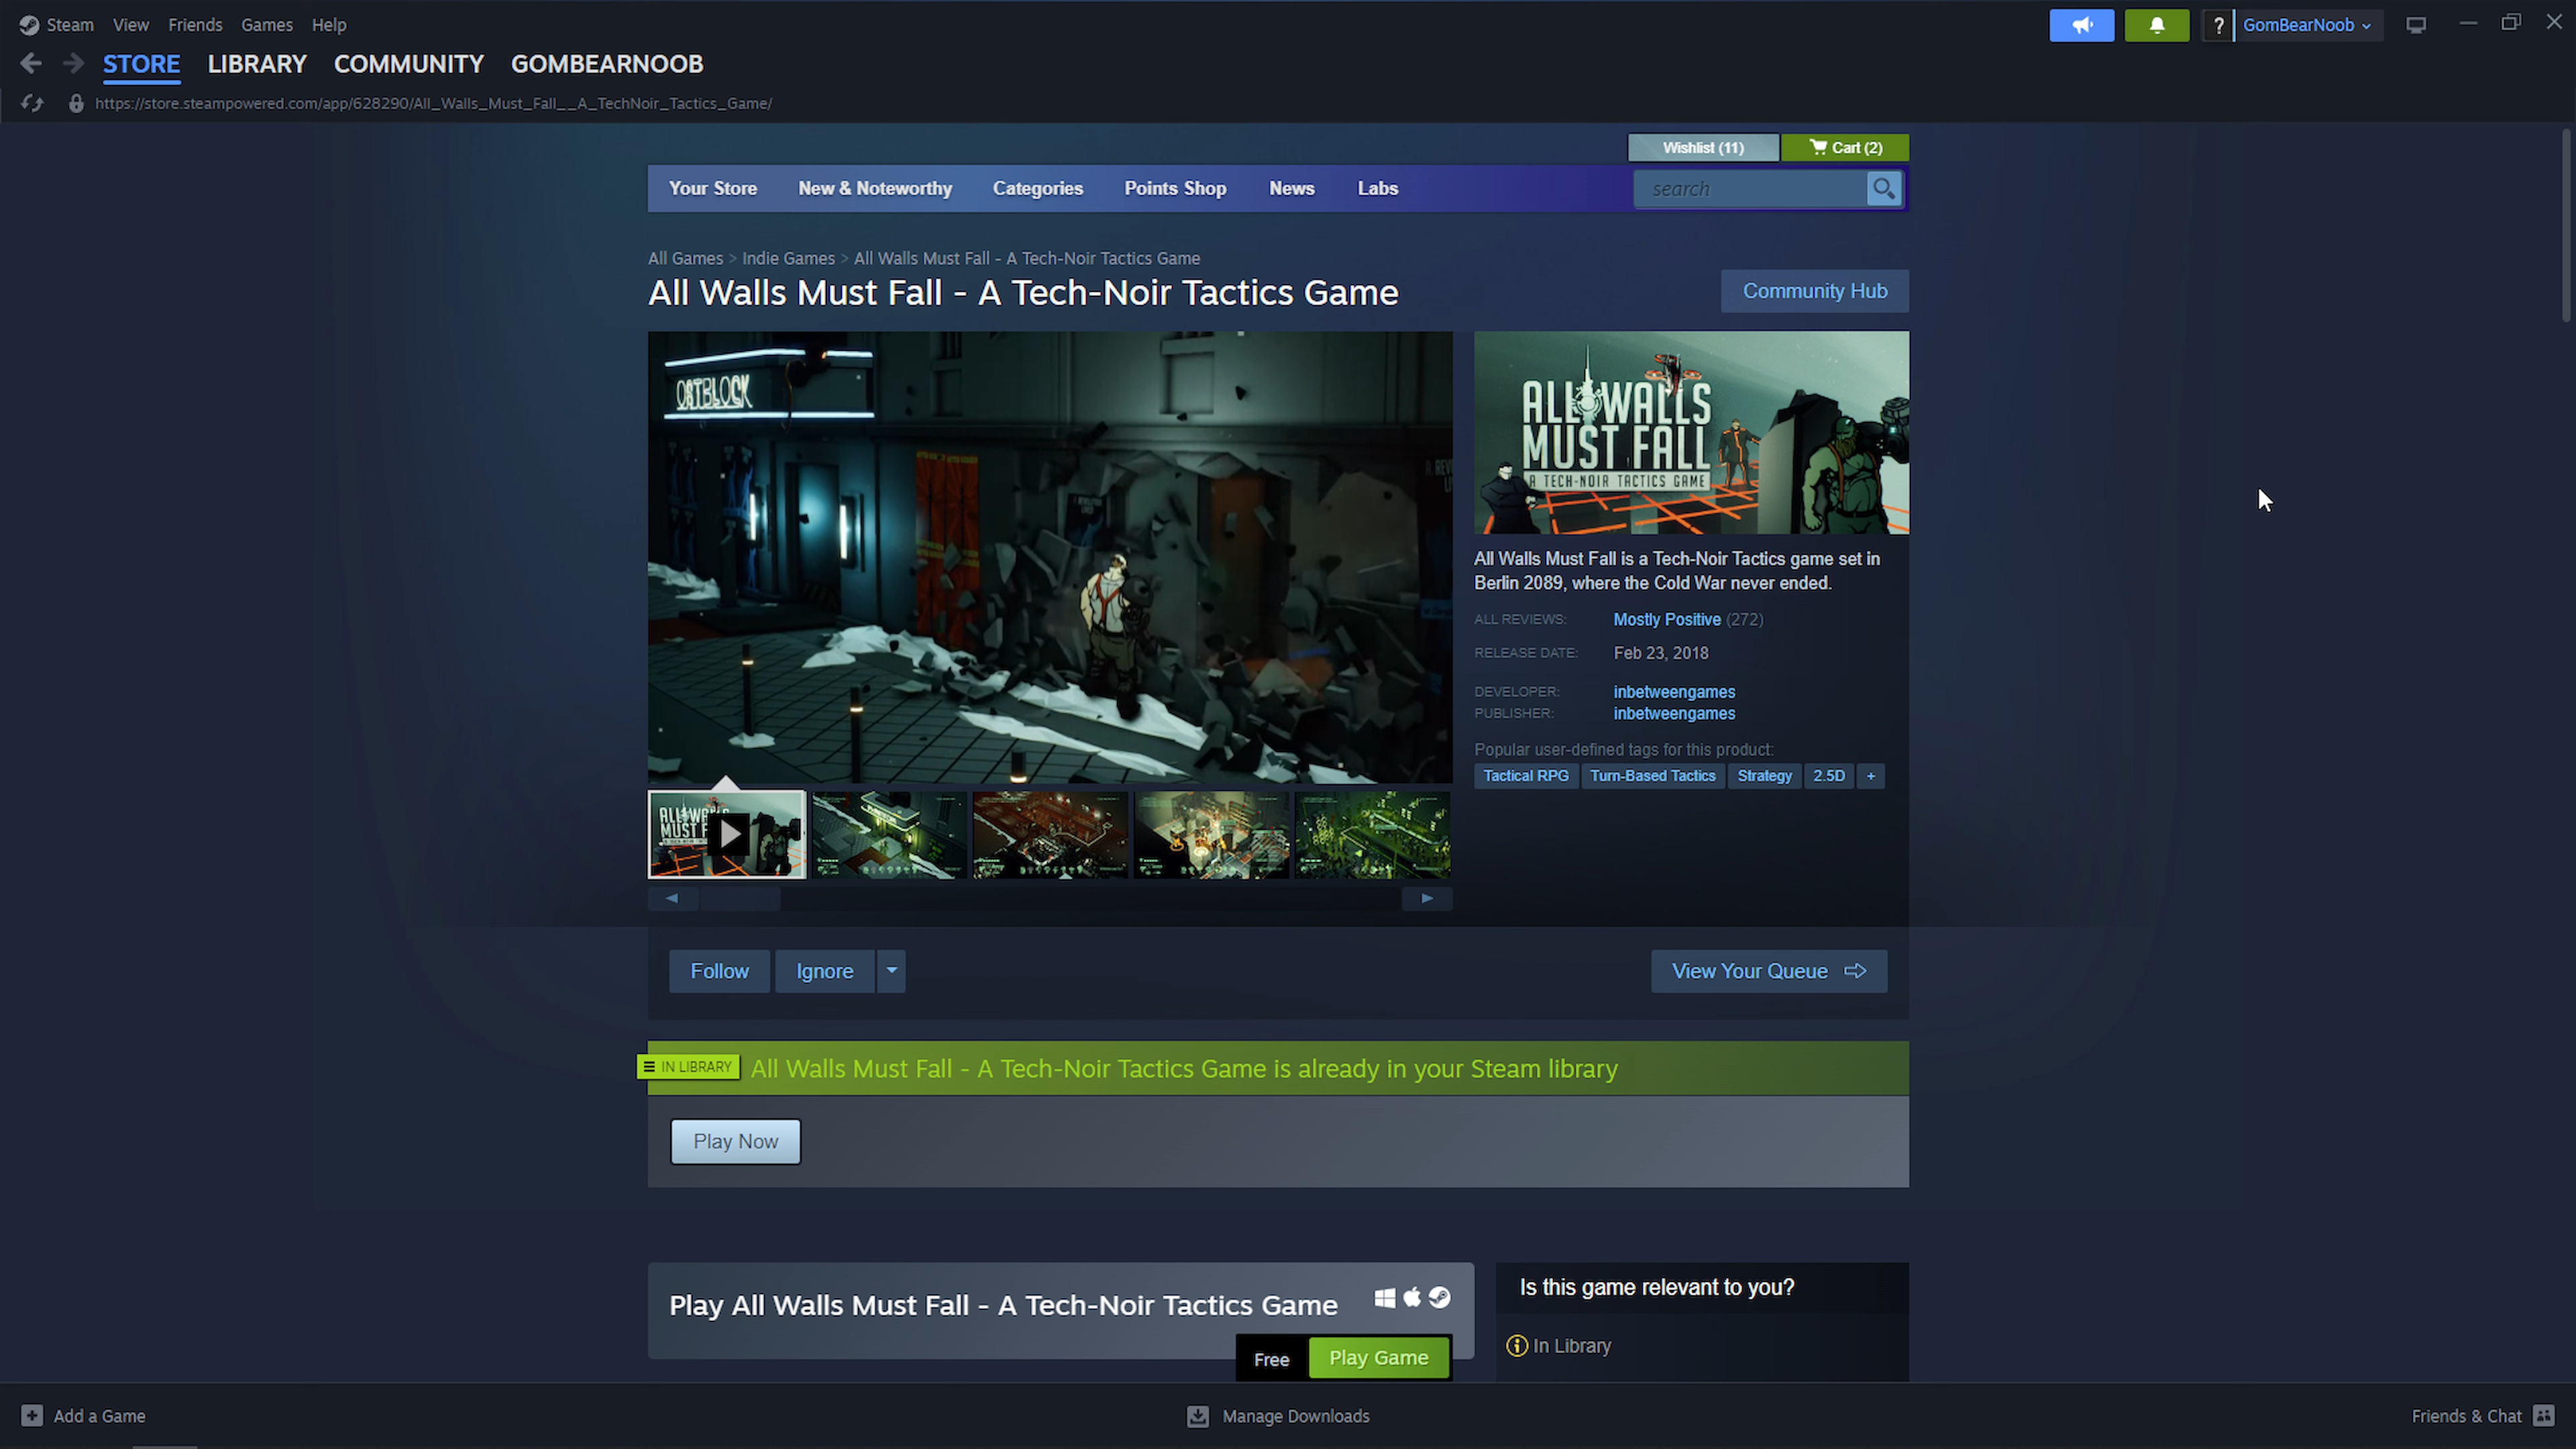 Steam View Friends Games Help
? GomBearNoob
STORE LIBRARY COMMUNITY GOMBEARNOOB
https://store.steampowered.com/app/628290/All_Walls_Must_Fall__A_TechNoir_Tactics_Game/
Wishlist (11) Cart (2)
Your Store New & Noteworthy Categories Points Shop News Labs search
All Games > Indie Games > All Walls Must Fall - A Tech-Noir Tactics Game
All Walls Must Fall - A Tech-Noir Tactics Game
Community Hub
OSTBLOCK
ALL WALLS
MUST FALL
A TECH-NOIR TACTICS GAME
All Walls Must Fall is a Tech-Noir Tactics game set in
Berlin 2089, where the Cold War never ended.
ALL REVIEWS: Mostly Positive (272)
RELEASE DATE: Feb 23, 2018
DEVELOPER: inbetweengames
PUBLISHER: inbetweengames
Popular user-defined tags for this product:
Tactical RPG Turn-Based Tactics Strategy 2.5D +
Follow Ignore View Your Queue
IN LIBRARY All Walls Must Fall - A Tech-Noir Tactics Game is already in your Steam library
Play Now
Play All Walls Must Fall - A Tech-Noir Tactics Game
Free Play Game
Is this game relevant to you?
In Library
Add a Game Manage Downloads Friends & Chat